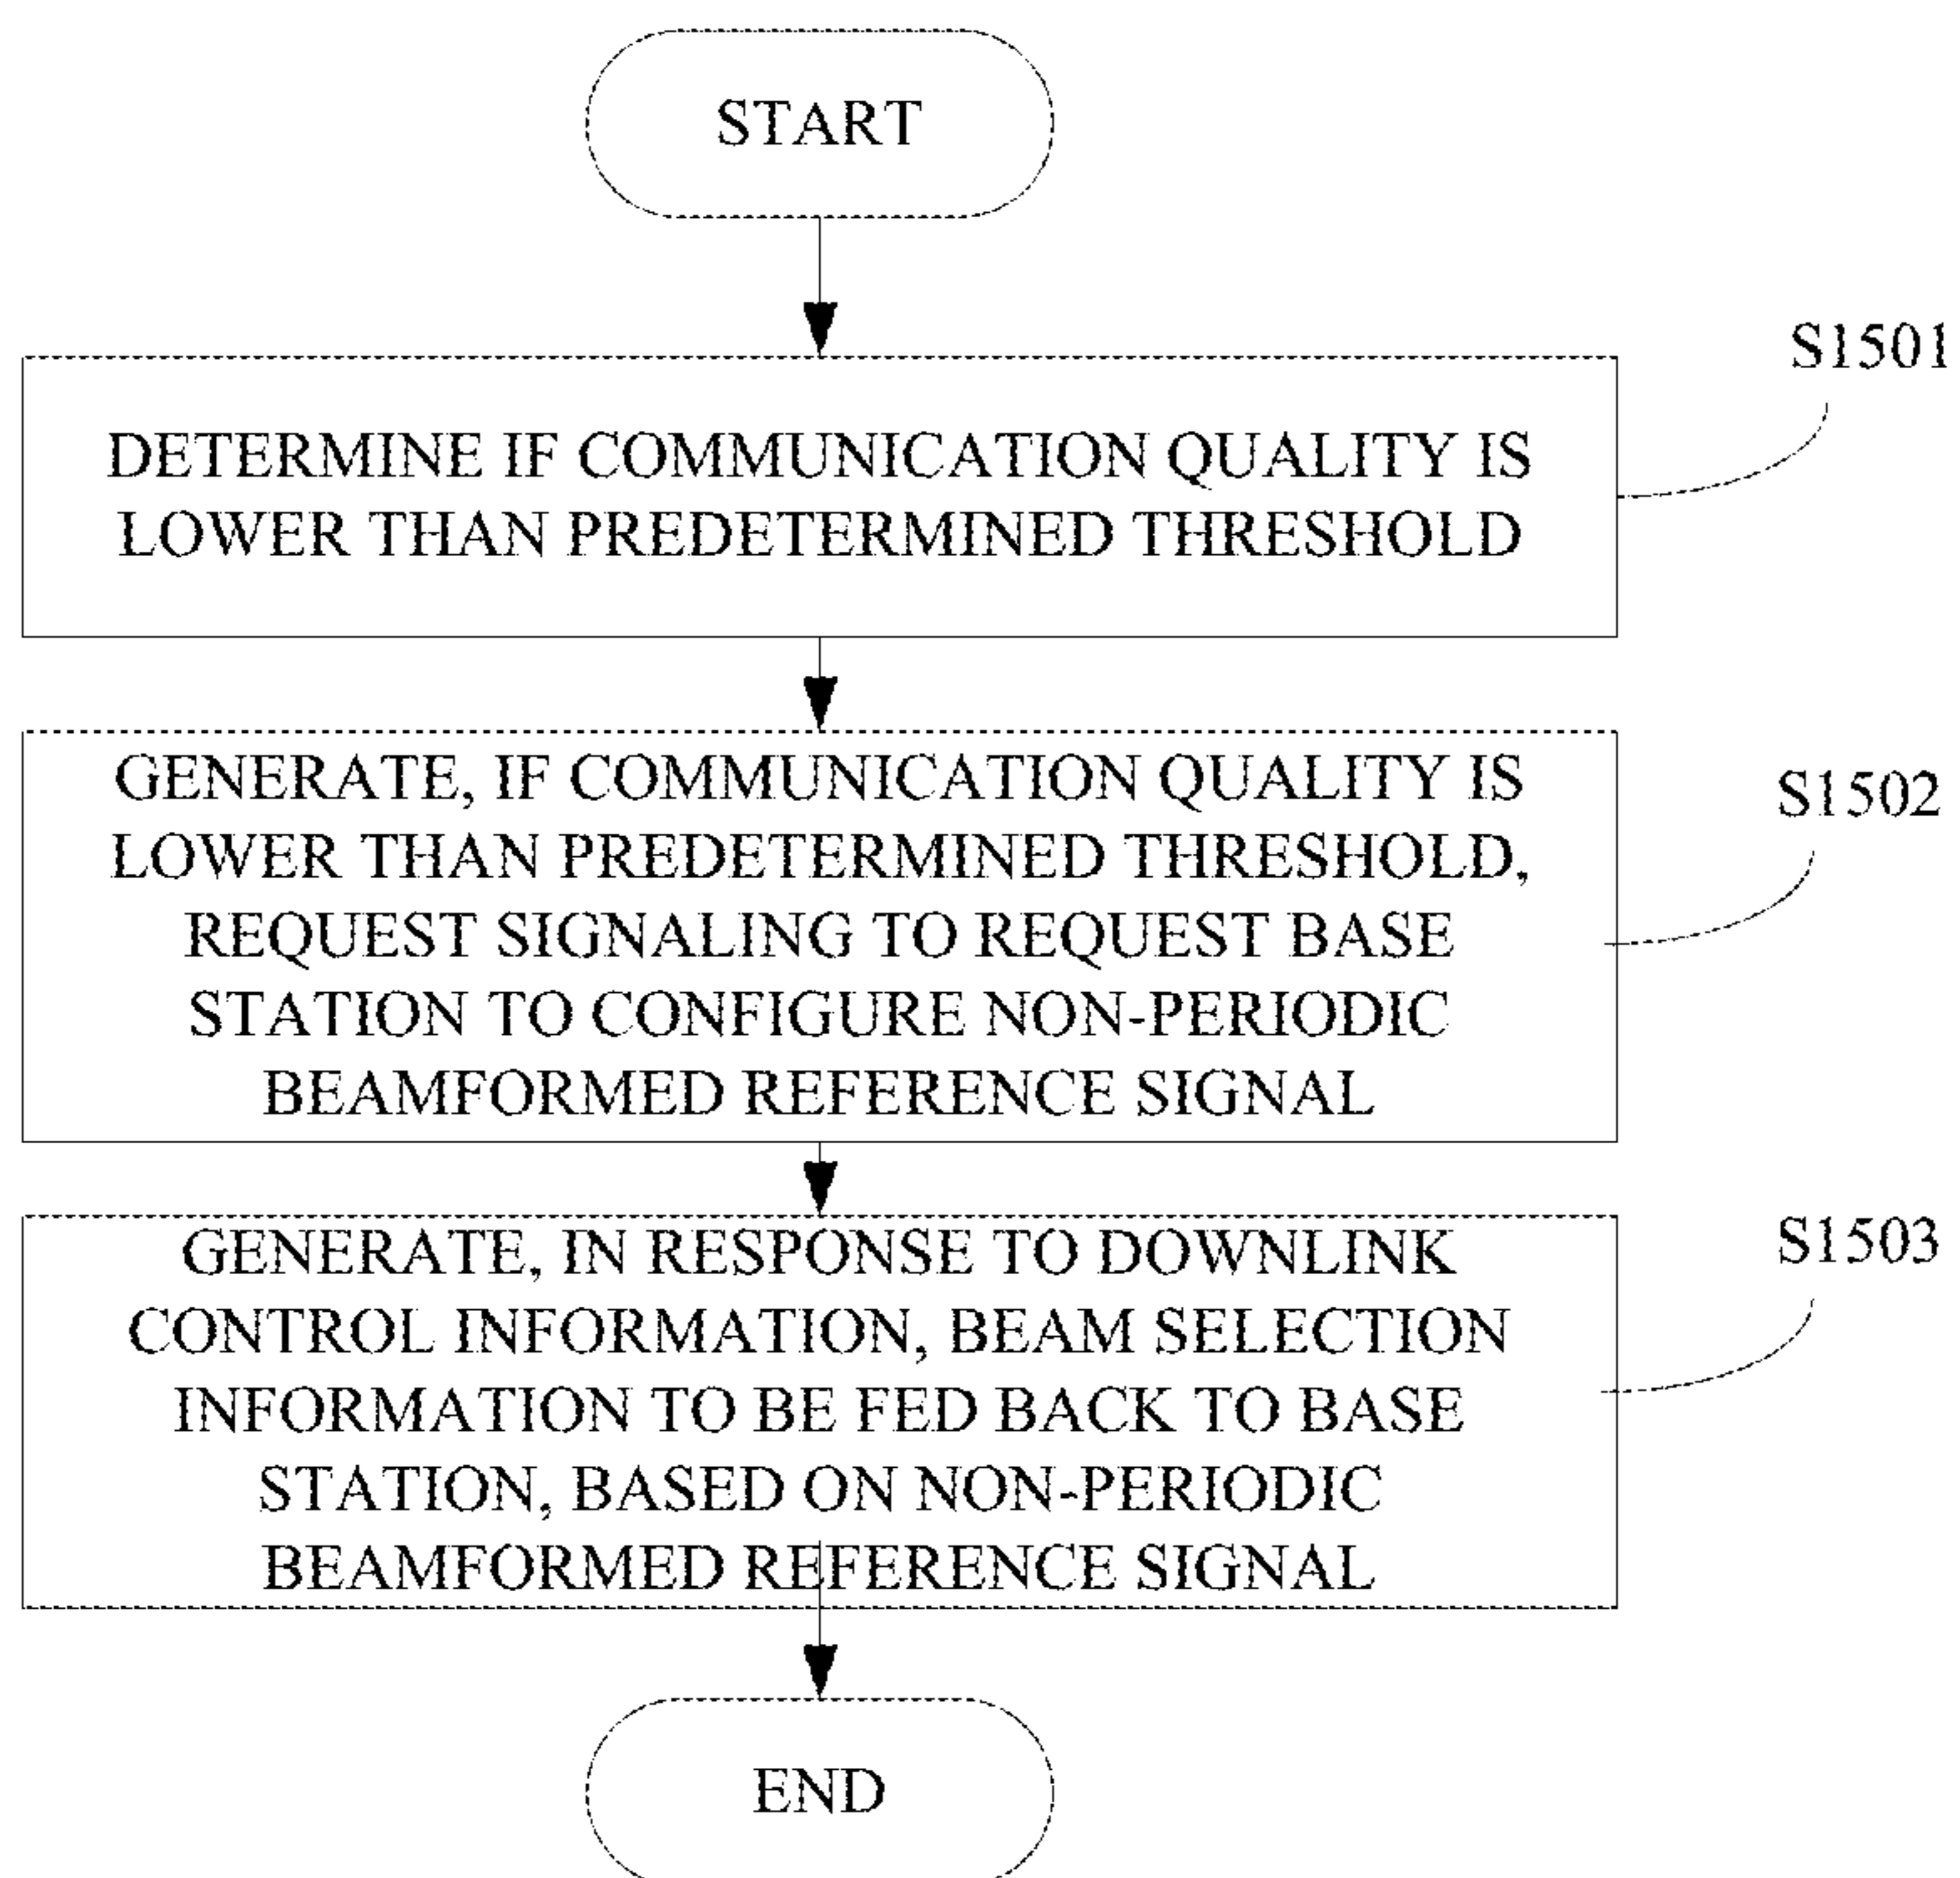 START
S1501
DETERMINE IF COMMUNICATION QUALITY IS
LOWER THAN PREDETERMINED THRESHOLD
S1502
GENERATE, IF COMMUNICATION QUALITY IS
LOWER THAN PREDETERMINED THRESHOLD,
REQUEST SIGNALING TO REQUEST BASE
STATION TO CONFIGURE NON-PERIODIC
BEAMFORMED REFERENCE SIGNAL
S1503
GENERATE, IN RESPONSE TO DOWNLINK
CONTROL INFORMATION, BEAM SELECTION
INFORMATION TO BE FED BACK TO BASE
STATION, BASED ON NON-PERIODIC
BEAMFORMED REFERENCE SIGNAL
END